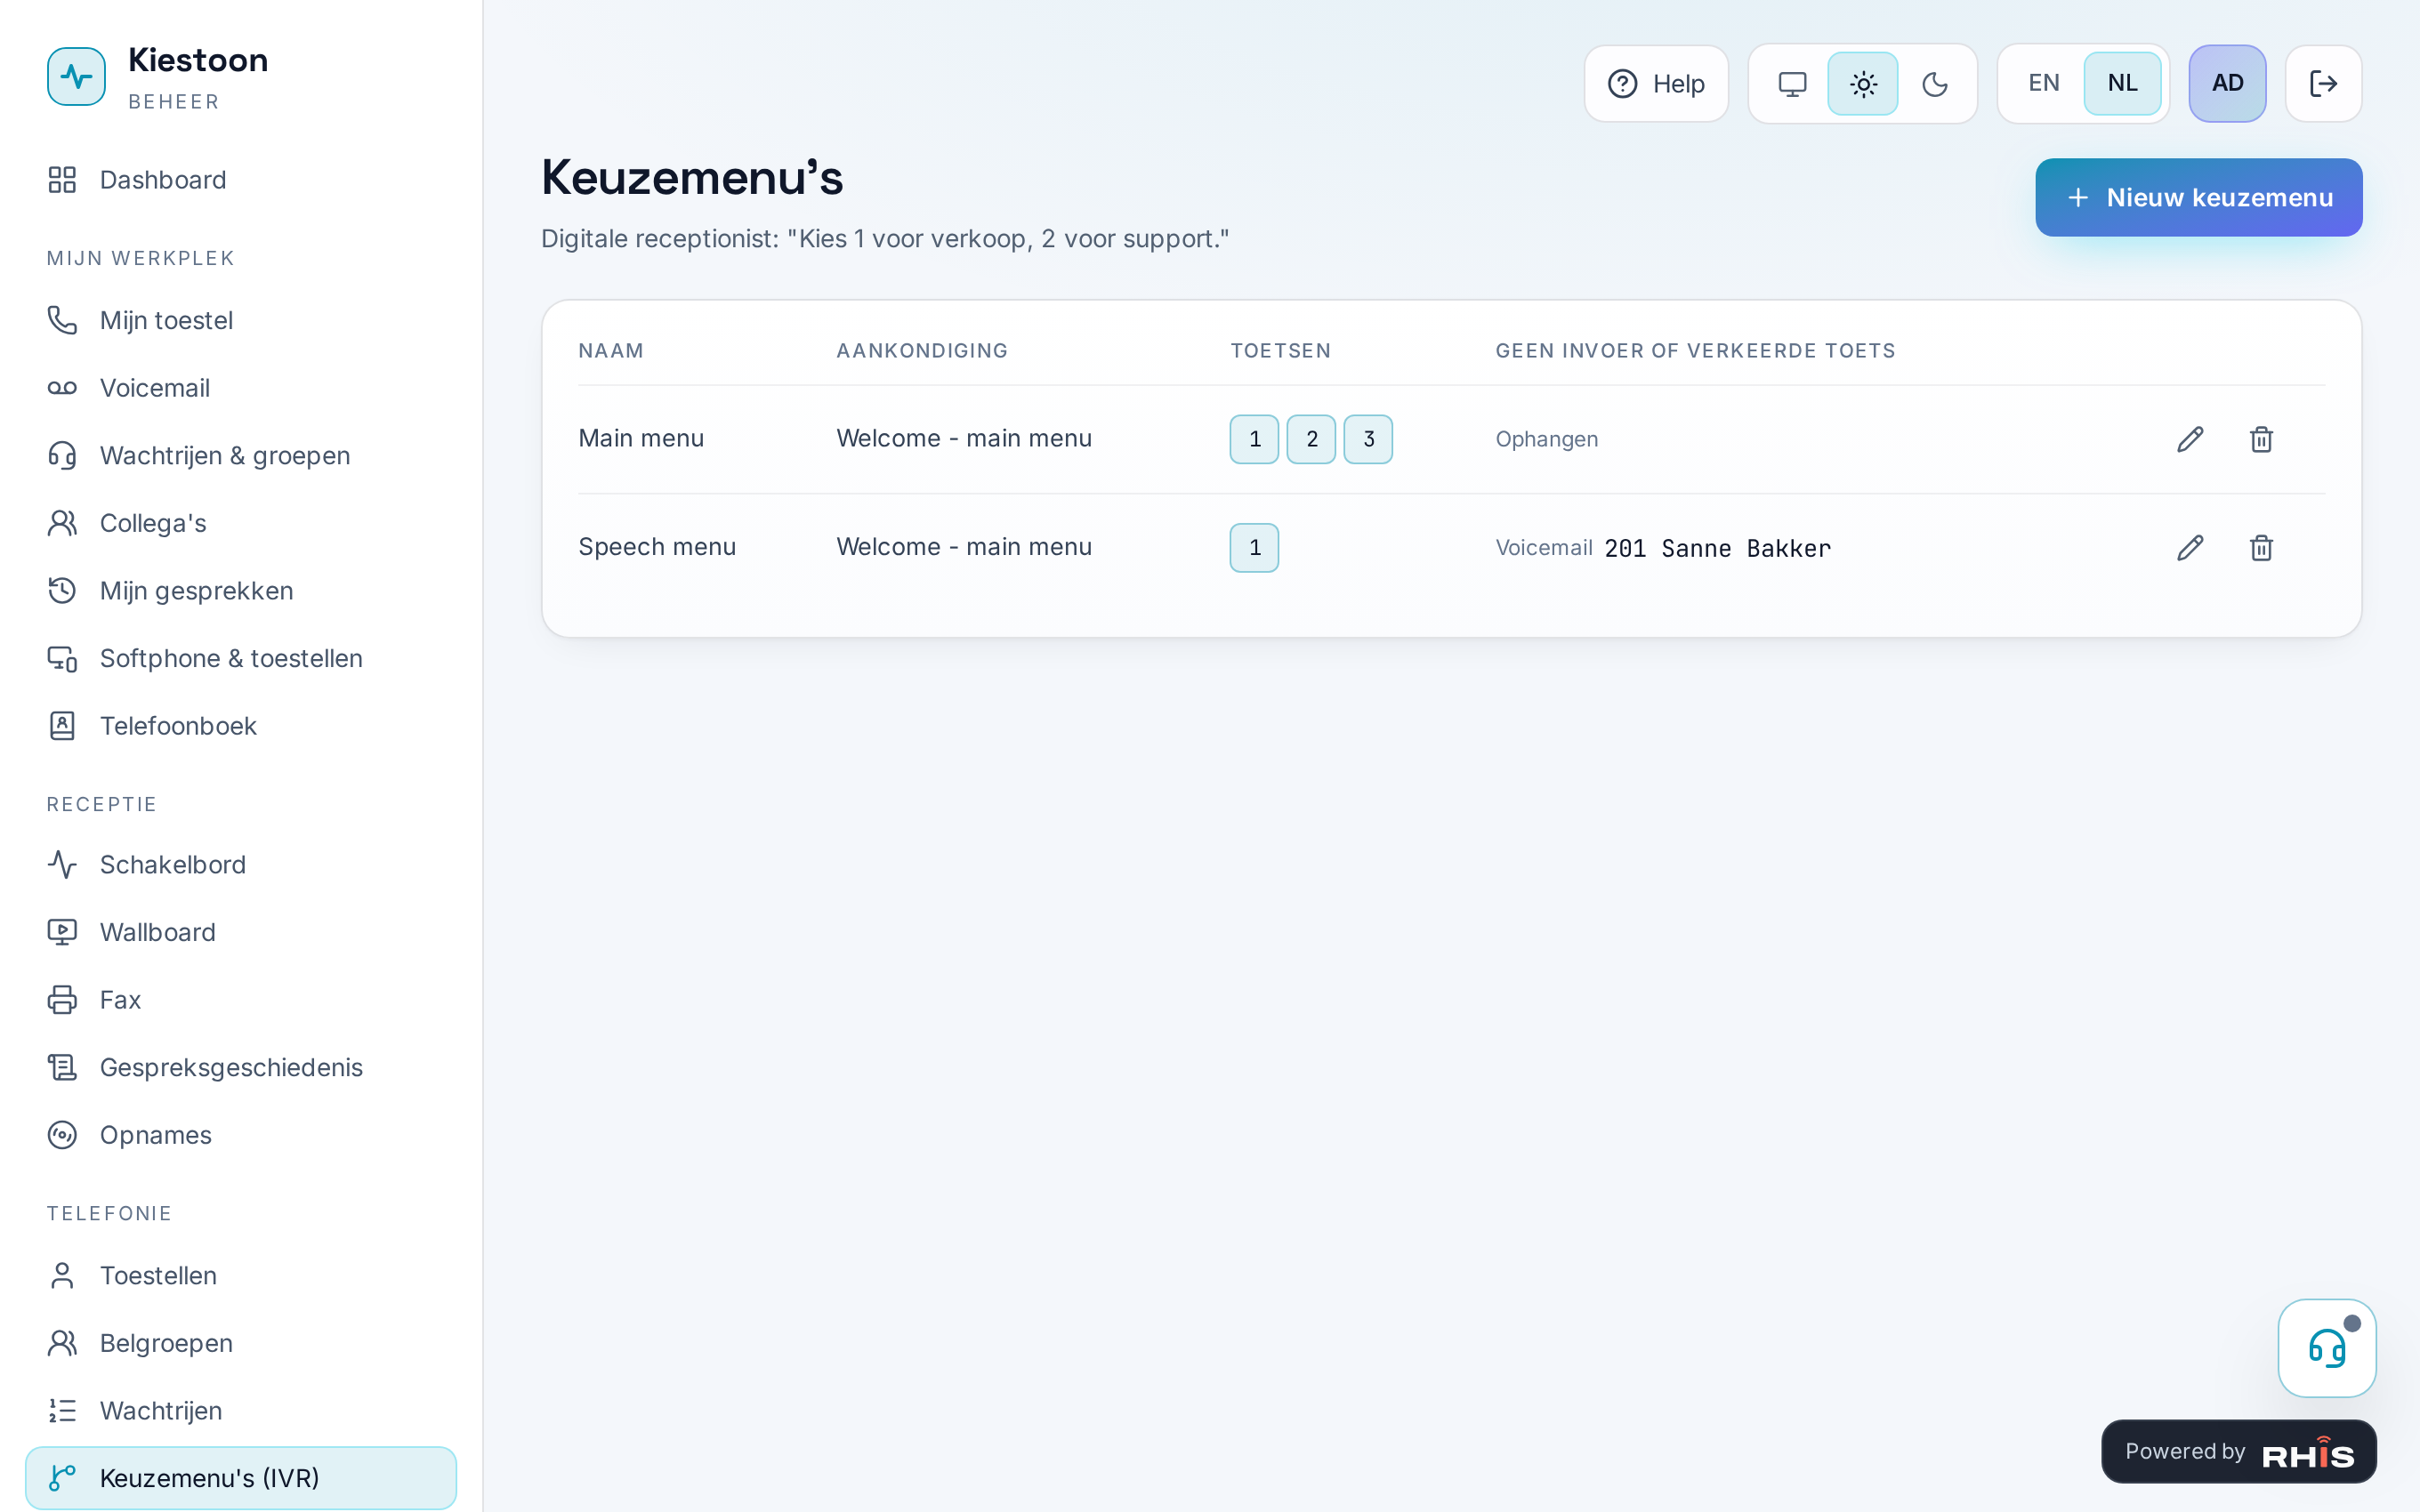 Kiestoon
BEHEER
Dashboard
MIJN WERKPLEK
Mijn toestel
Voicemail
Wachtrijen & groepen
Collega's
Mijn gesprekken
Softphone & toestellen
Telefoonboek
RECEPTIE
Schakelbord
Wallboard
Fax
Gespreksgeschiedenis
Opnames
TELEFONIE
Toestellen
Belgroepen
Wachtrijen
Keuzemenu's (IVR)
Help
EN NL
AD
Keuzemenu’s
Digitale receptionist: "Kies 1 voor verkoop, 2 voor support."
Nieuw keuzemenu
NAAM AANKONDIGING TOETSEN GEEN INVOER OF VERKEERDE TOETS
Main menu Welcome - main menu 1 2 3 Ophangen
Speech menu Welcome - main menu 1 Voicemail 201 Sanne Bakker
Powered by RHIS